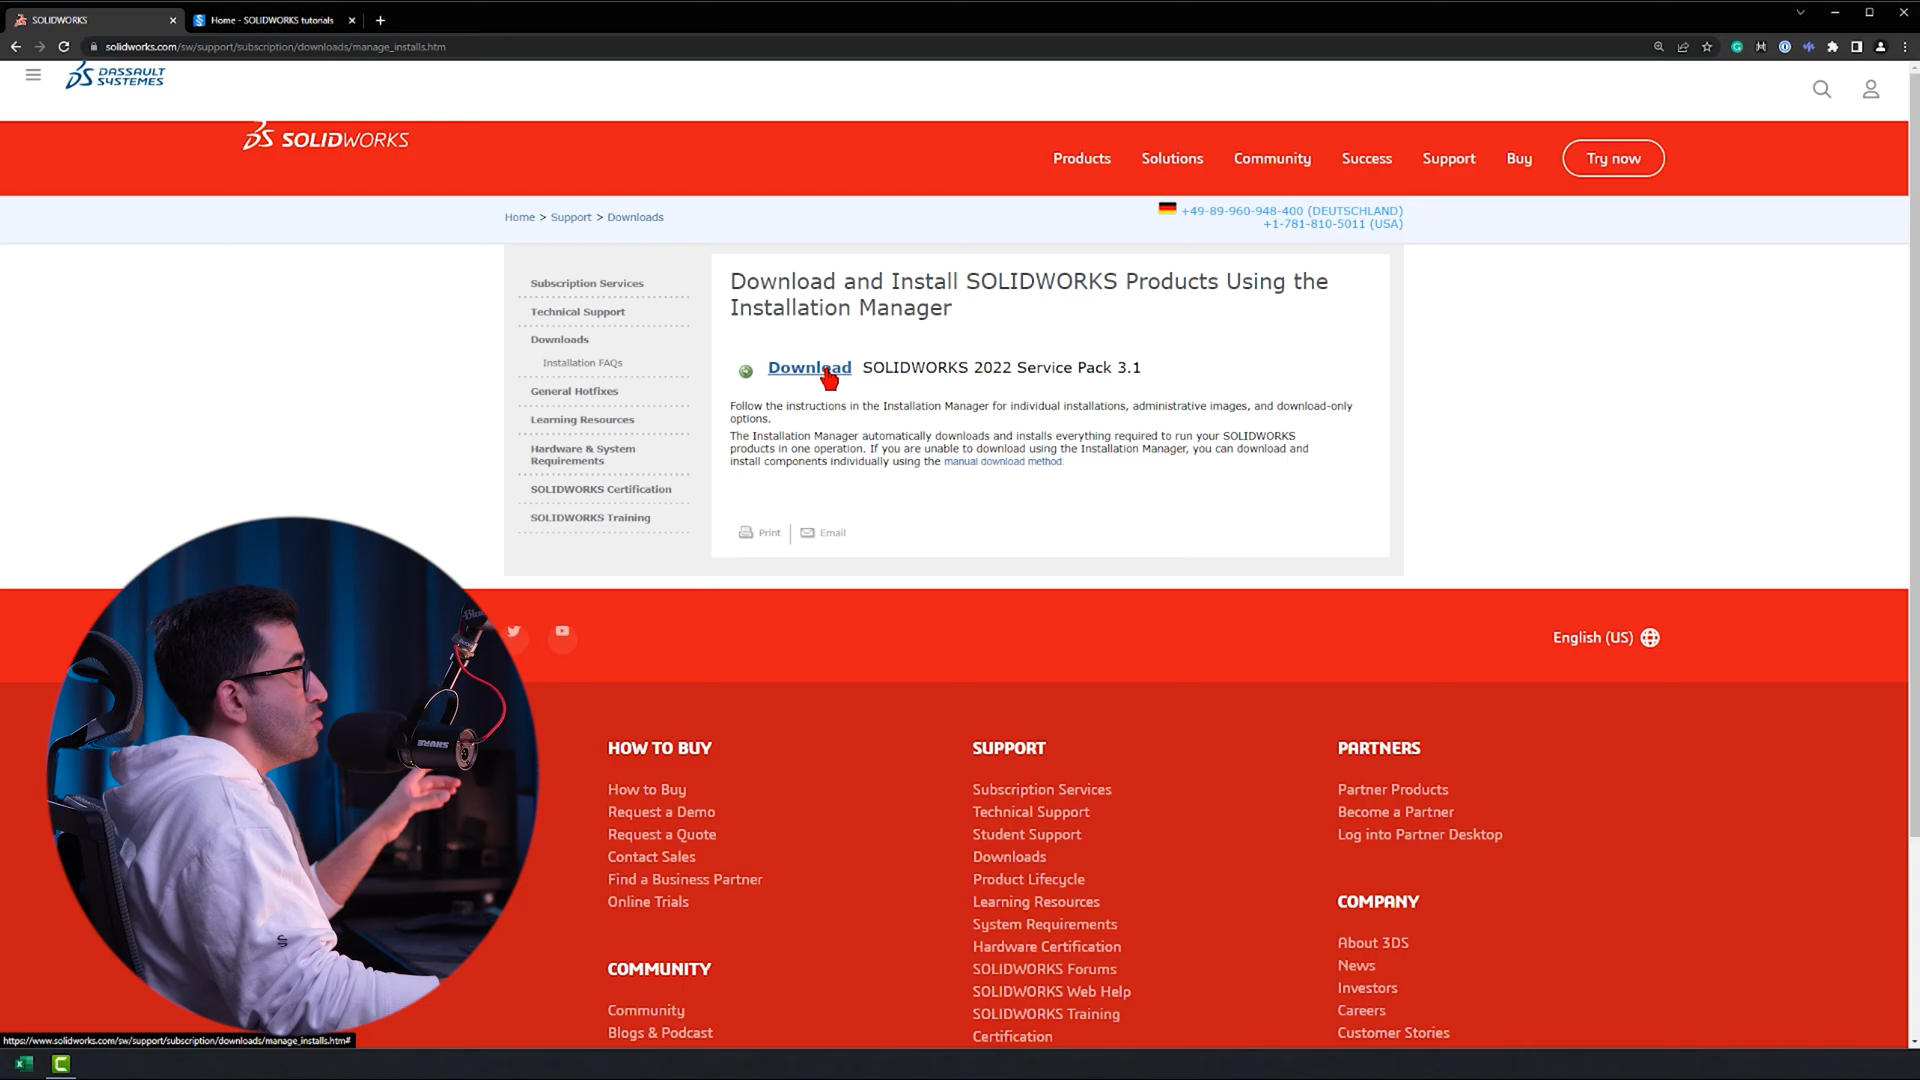 SOLIDWORKS
Home - SOLIDWORKS tutorials
solidworks.com/sw/support/subscription/downloads/manage_installs.htm
DASSAULT
SYSTEMES
SOLIDWORKS
Products
Solutions
Community
Success
Support
Buy
Try now
Home > Support > Downloads
+49-89-960-948-400 (DEUTSCHLAND)
+1-781-810-5011 (USA)
Subscription Services
Technical Support
Downloads
Installation FAQs
General Hotfixes
Learning Resources
Hardware & System
Requirements
SOLIDWORKS Certification
SOLIDWORKS Training
Download and Install SOLIDWORKS Products Using the
Installation Manager
Download SOLIDWORKS 2022 Service Pack 3.1
Follow the instructions in the Installation Manager for individual installations, administrative images, and download-only
options.
The Installation Manager automatically downloads and installs everything required to run your SOLIDWORKS
products in one operation. If you are unable to download using the Installation Manager, you can download and
install components individually using the manual download method.
Print
Email
English (US)
HOW TO BUY
How to Buy
Request a Demo
Request a Quote
Contact Sales
Find a Business Partner
Online Trials
COMMUNITY
Community
Blogs & Podcast
SUPPORT
Subscription Services
Technical Support
Student Support
Downloads
Product Lifecycle
Learning Resources
System Requirements
Hardware Certification
SOLIDWORKS Forums
SOLIDWORKS Web Help
SOLIDWORKS Training
Certification
PARTNERS
Partner Products
Become a Partner
Log into Partner Desktop
COMPANY
About 3DS
News
Investors
Careers
Customer Stories
SHURE
https://www.solidworks.com/sw/support/subscription/downloads/manage_installs.htm#